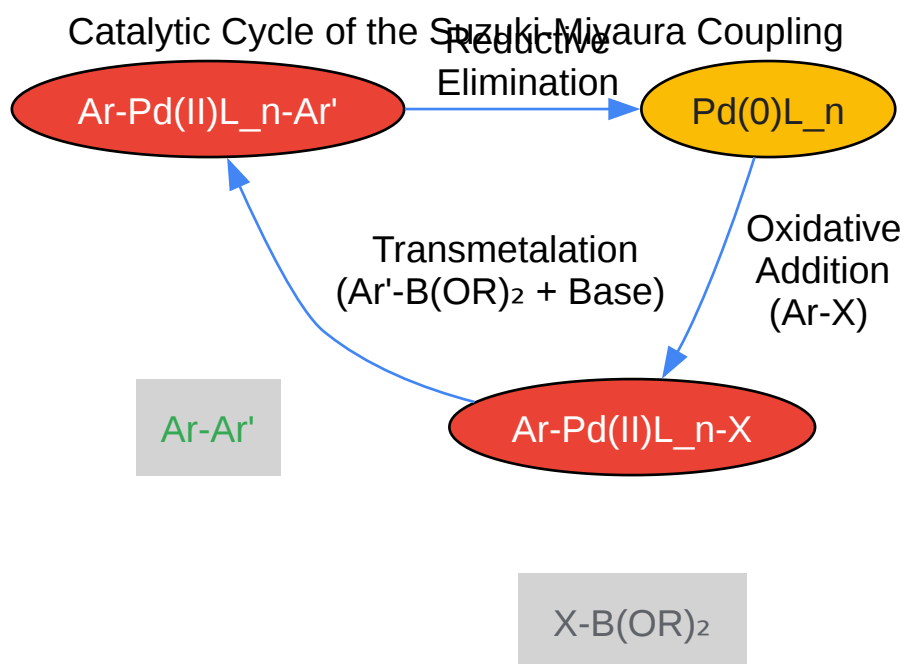 Catalytic Cycle of the Suzuki-Miyaura Coupling
Reductive
Elimination
Ar-Pd(II)L_n-Ar'
Pd(0)L_n
Oxidative
Addition
(Ar-X)
Transmetalation
(Ar'-B(OR)₂ + Base)
Ar-Ar'
Ar-Pd(II)L_n-X
X-B(OR)₂